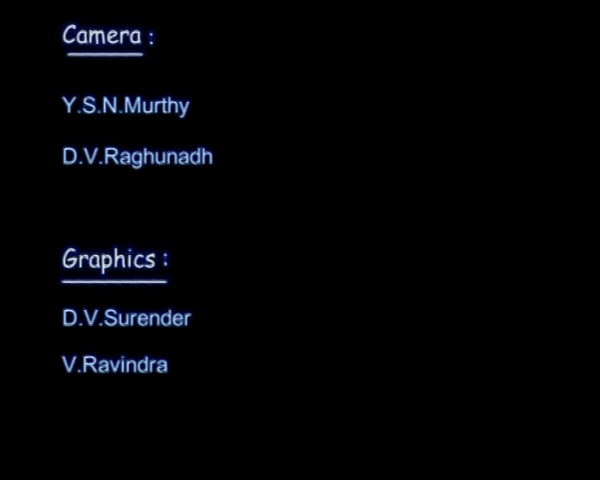 Camera :
Y.S.N.Murthy
D.V.Raghunadh
Graphics :
D.V.Surender
V.Ravindra